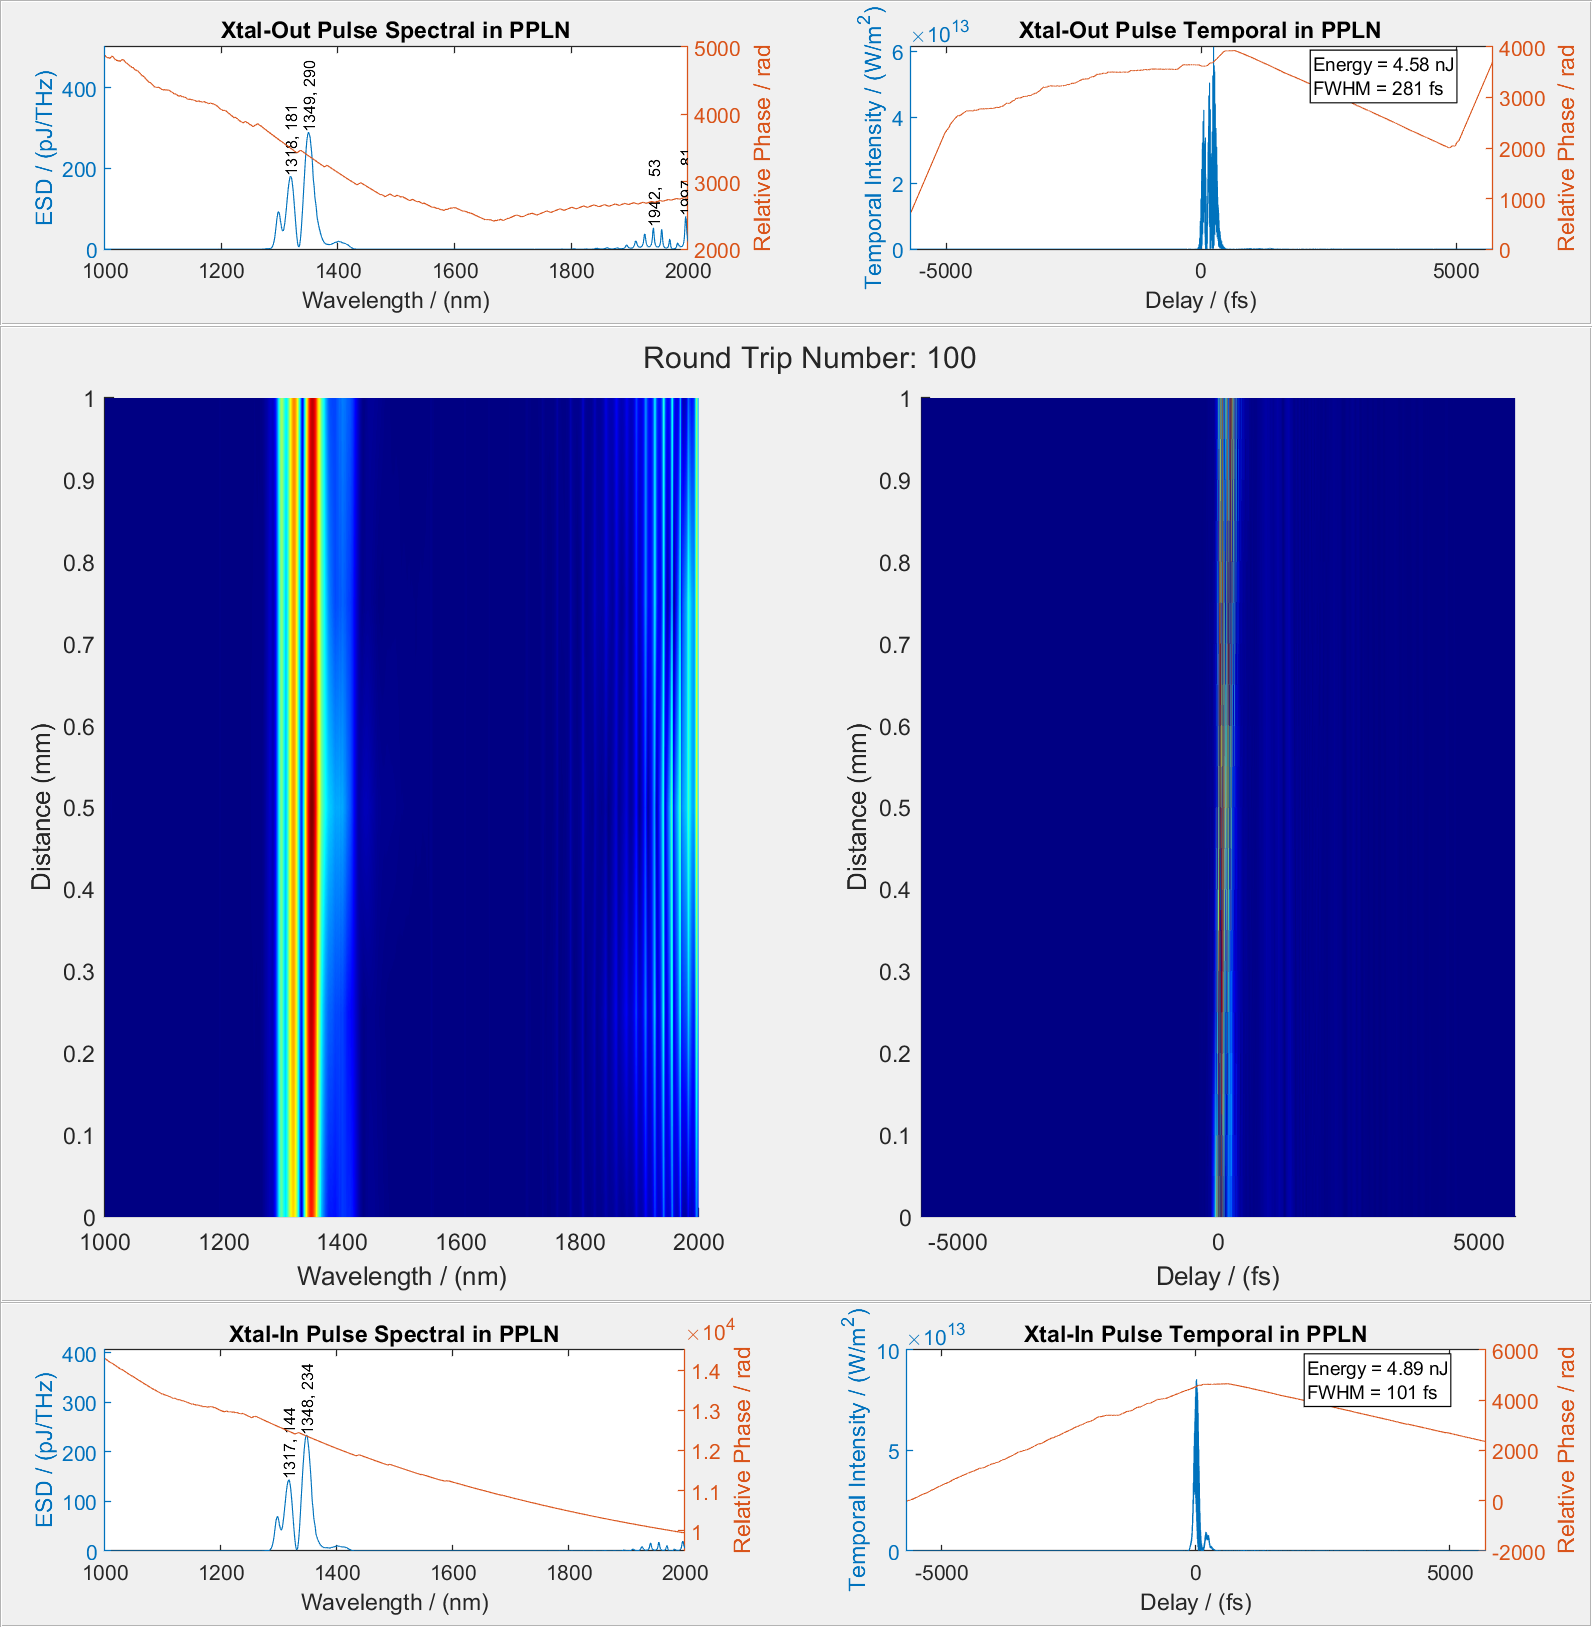 Xtal-Out Pulse Spectral in PPLN
ESD / (pJ/THz)
400
200
0
1318, 181
1349, 290
1942, 53
1997, 81
5000
4000
3000
2000
Relative Phase / rad
1000 1200 1400 1600 1800 2000
Wavelength / (nm)
Xtal-Out Pulse Temporal in PPLN
×10^13
Temporal Intensity / (W/m^2)
6
4
2
0
Energy = 4.58 nJ
FWHM = 281 fs
4000
3000
2000
1000
0
Relative Phase / rad
-5000 0 5000
Delay / (fs)
Round Trip Number: 100
Distance (mm)
1
0.9
0.8
0.7
0.6
0.5
0.4
0.3
0.2
0.1
0
1000 1200 1400 1600 1800 2000
Wavelength / (nm)
Distance (mm)
1
0.9
0.8
0.7
0.6
0.5
0.4
0.3
0.2
0.1
0
-5000 0 5000
Delay / (fs)
Xtal-In Pulse Spectral in PPLN
ESD / (pJ/THz)
400
300
200
100
0
1317, 144
1348, 234
×10^4
1.4
1.3
1.2
1.1
1
Relative Phase / rad
1000 1200 1400 1600 1800 2000
Wavelength / (nm)
Xtal-In Pulse Temporal in PPLN
×10^13
Temporal Intensity / (W/m^2)
10
5
0
Energy = 4.89 nJ
FWHM = 101 fs
6000
4000
2000
0
-2000
Relative Phase / rad
-5000 0 5000
Delay / (fs)